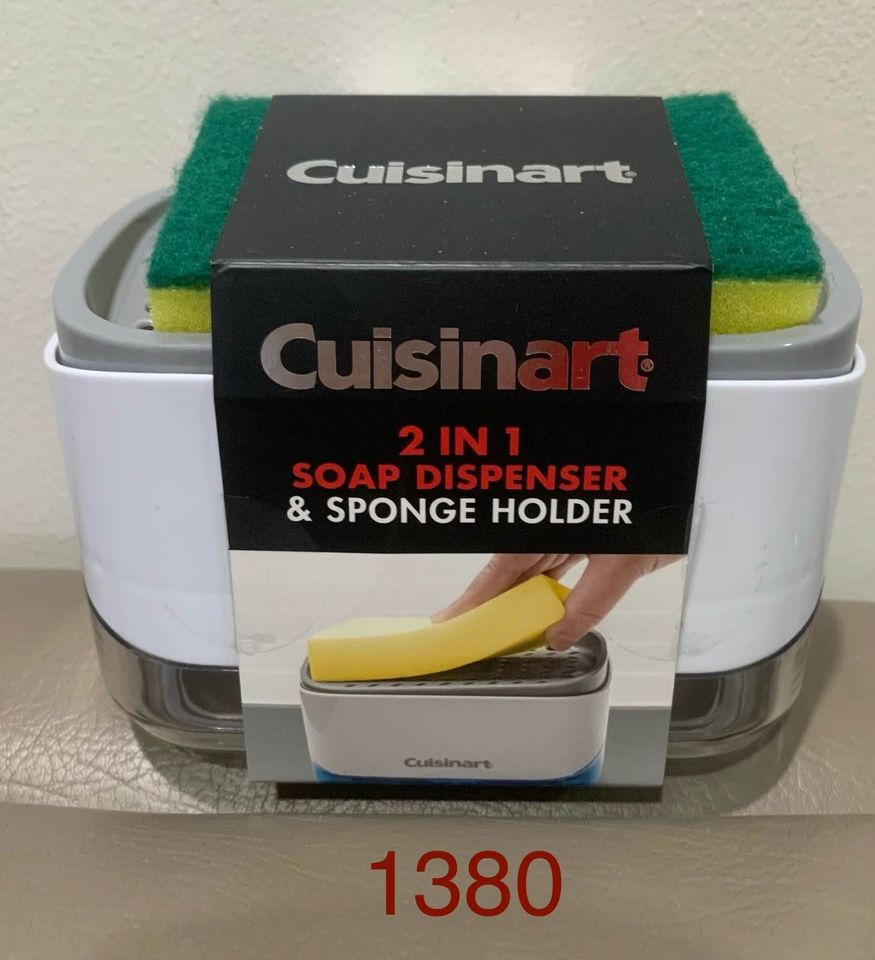 Cuisinart®
Cuisinart®
2 IN 1
SOAP DISPENSER
& SPONGE HOLDER
Cuisinart
1380